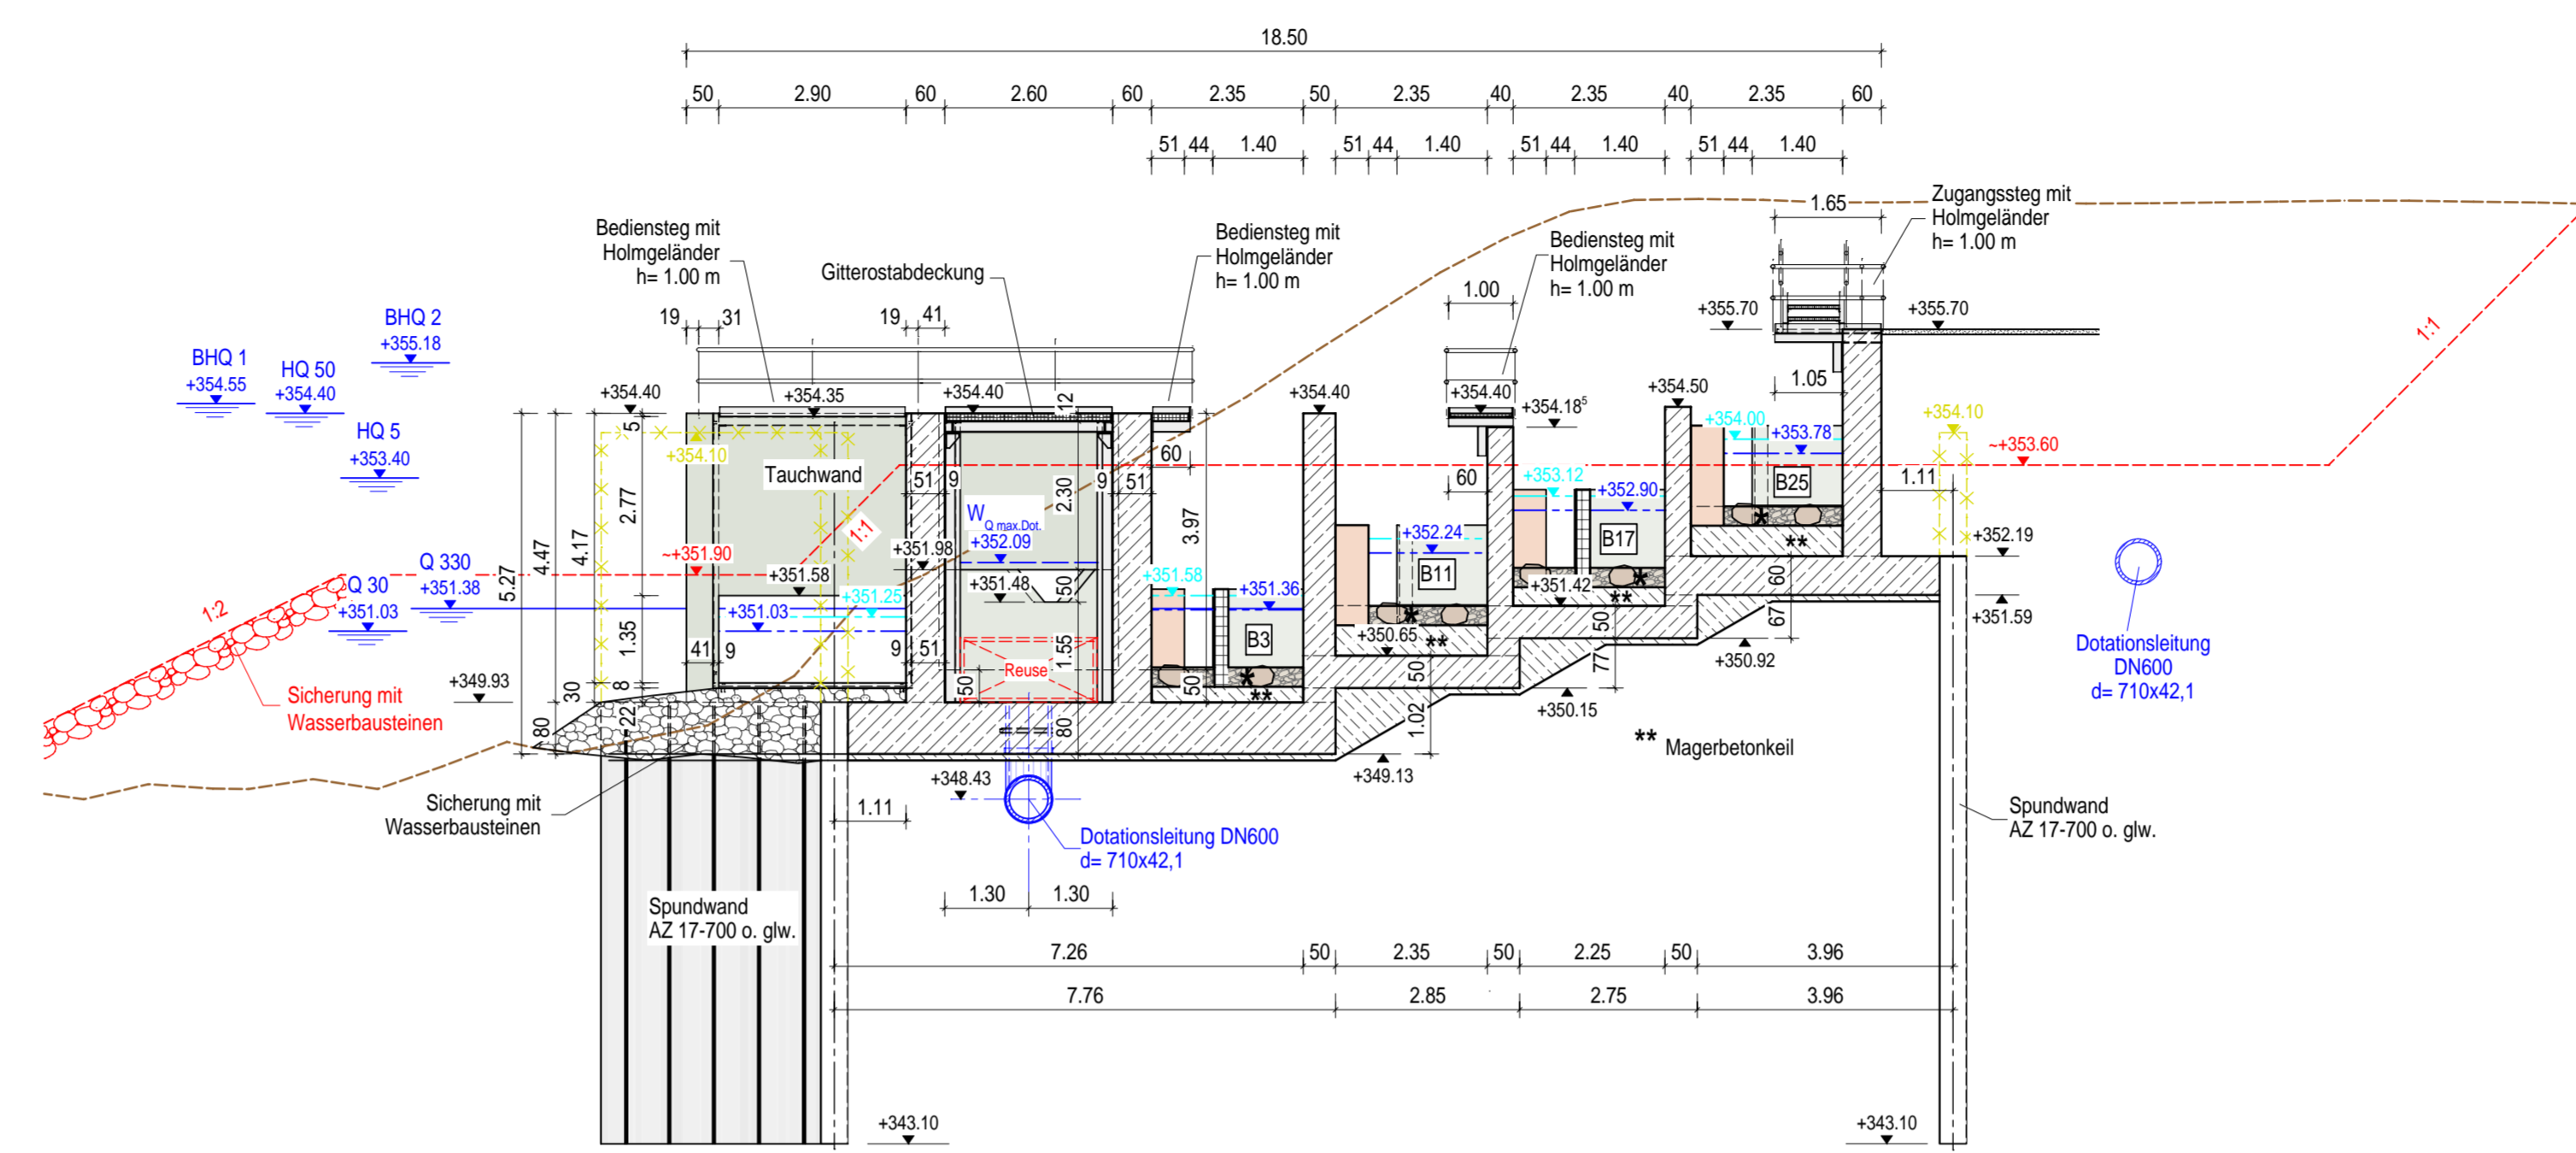 18.50
50 2.90 60 2.60 60 2.35 50 2.35 40 2.35 40 2.35 60
51 44 1.40 51 44 1.40 51 44 1.40 51 44 1.40
Bediensteg mit
Holmgeländer
h= 1.00 m
Gitterostabdeckung
Bediensteg mit
Holmgeländer
h= 1.00 m
Bediensteg mit
Holmgeländer
h= 1.00 m
Zugangssteg mit
Holmgeländer
h= 1.00 m
1.65
1.00
1.05
19 31 19 41
BHQ 2
+355.18
BHQ 1
+354.55
HQ 50
+354.40
HQ 5
+353.40
Q 330
+351.38
Q 30
+351.03
+355.70
+355.70
+354.40
+354.35
+354.40
12
+354.40
+354.40
+354.18⁵
+354.50
+354.10
Tauchwand
+354.10
+354.00
+353.78
B25
~+353.60
1:1
1:1
1:2
5
2.77
4.17
4.47
5.27
1.35
8
30
22
80
51 9
2.30
9 51
60
3.97
60
1.11
W Q max.Dot.
+352.09
+351.98
~+351.90
+351.58
+351.25
+351.03
+351.48
50
1.55
50
80
41 9
9 51
Reuse
+351.58
+351.36
B3
50
*
**
+352.24
B11
+350.65
*
**
50
1.02
+353.12
+352.90
B17
+351.42
*
**
50
77
*
**
60
67
+352.19
+351.59
+350.92
+350.15
+349.13
+349.93
+348.43
** Magerbetonkeil
Sicherung mit
Wasserbausteinen
Sicherung mit
Wasserbausteinen
1.11
Dotationsleitung DN600
d= 710x42,1
Dotationsleitung
DN600
d= 710x42,1
1.30 1.30
Spundwand
AZ 17-700 o. glw.
Spundwand
AZ 17-700 o. glw.
7.26 50 2.35 50 2.25 50 3.96
7.76 2.85 2.75 3.96
+343.10
+343.10